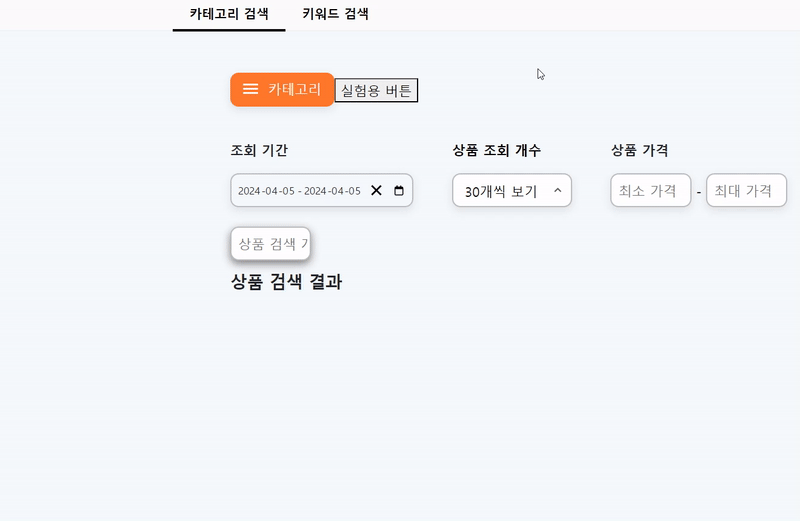 카테고리 검색 키워드 검색
카테고리 실험용 버튼
조회 기간 상품 조회 개수 상품 가격
2024-04-05 - 2024-04-05 30개씩 보기 최소 가격 - 최대 가격
상품 검색
상품 검색 결과